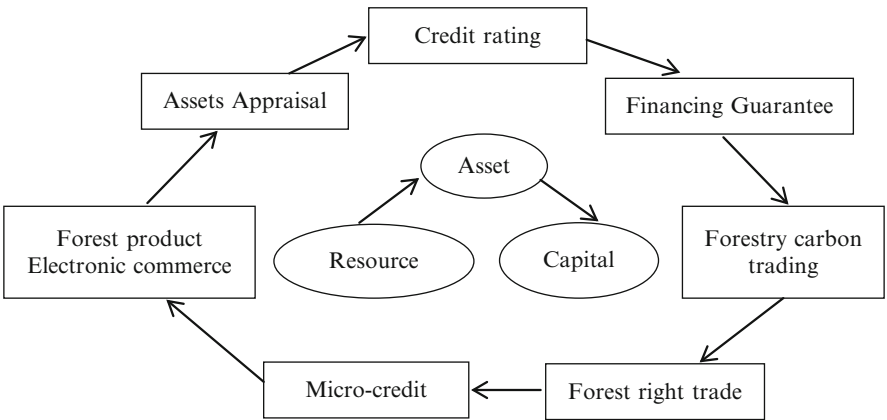 Credit rating
Assets Appraisal
Financing Guarantee
Asset
Forest product
Electronic commerce
Resource
Capital
Forestry carbon
trading
Micro-credit
Forest right trade